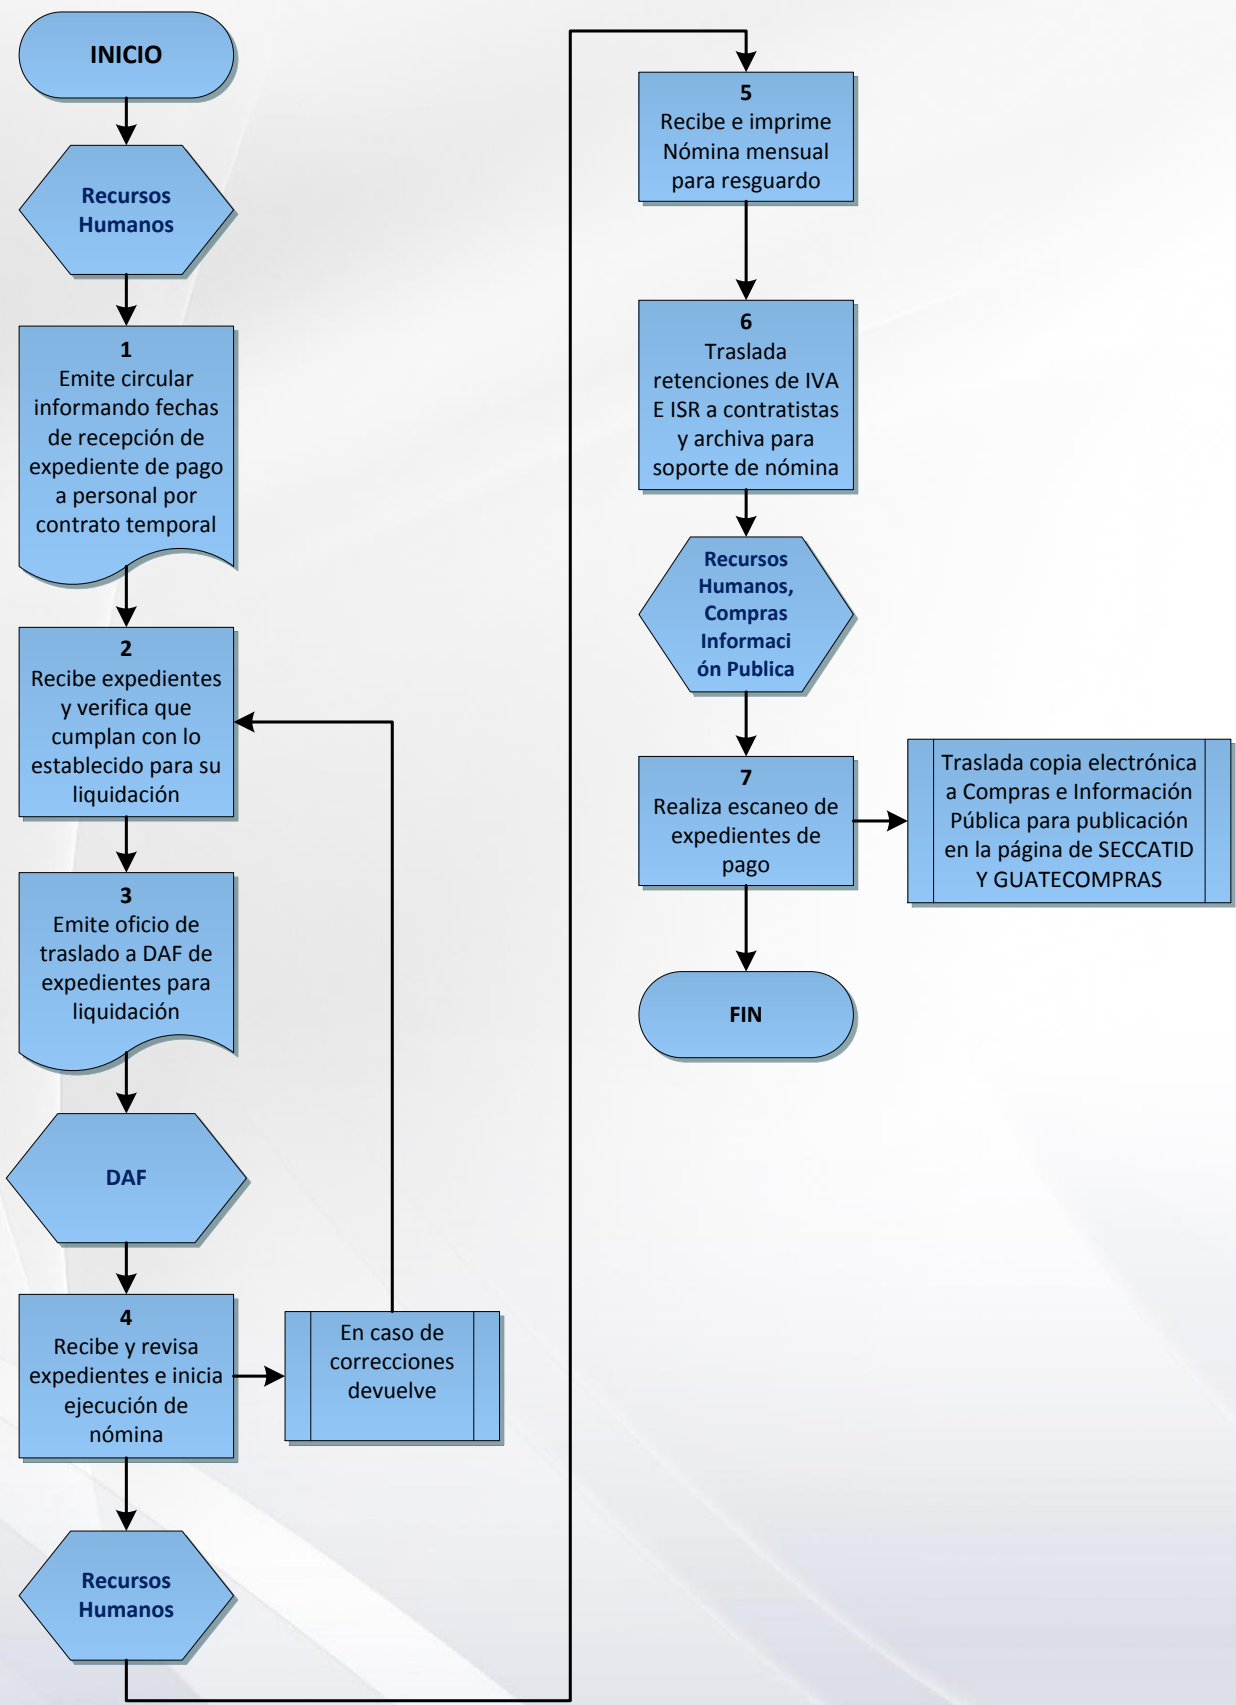 INICIO
Recursos
Humanos
1
Emite circular
informando fechas
de recepción de
expediente de pago
a personal por
contrato temporal
2
Recibe expedientes
y verifica que
cumplan con lo
establecido para su
liquidación
3
Emite oficio de
traslado a DAF de
expedientes para
liquidación
DAF
4
Recibe y revisa
expedientes e inicia
ejecución de
nómina
En caso de
correcciones
devuelve
Recursos
Humanos
5
Recibe e imprime
Nómina mensual
para resguardo
6
Traslada
retenciones de IVA
E ISR a contratistas
y archiva para
soporte de nómina
Recursos
Humanos,
Compras
Informaci
ón Publica
7
Realiza escaneo de
expedientes de
pago
Traslada copia electrónica
a Compras e Información
Pública para publicación
en la página de SECCATID
Y GUATECOMPRAS
FIN